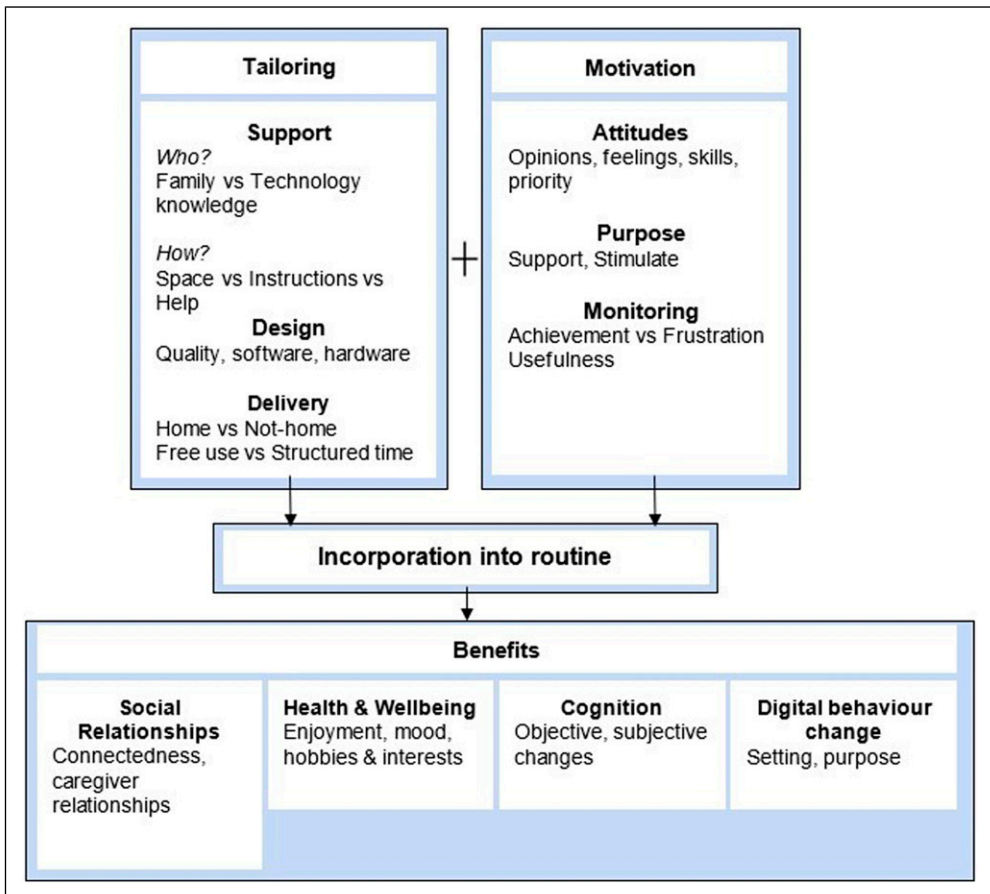 Tailoring
Support
Who?
Family vs Technology
knowledge
How?
Space vs Instructions vs
Help
Design
Quality, software, hardware
Delivery
Home vs Not-home
Free use vs Structured time
+
Motivation
Attitudes
Opinions, feelings, skills,
priority
Purpose
Support, Stimulate
Monitoring
Achievement vs Frustration
Usefulness
Incorporation into routine
Benefits
Social
Relationships
Connectedness,
caregiver
relationships
Health & Wellbeing
Enjoyment, mood,
hobbies & interests
Cognition
Objective, subjective
changes
Digital behaviour
change
Setting, purpose